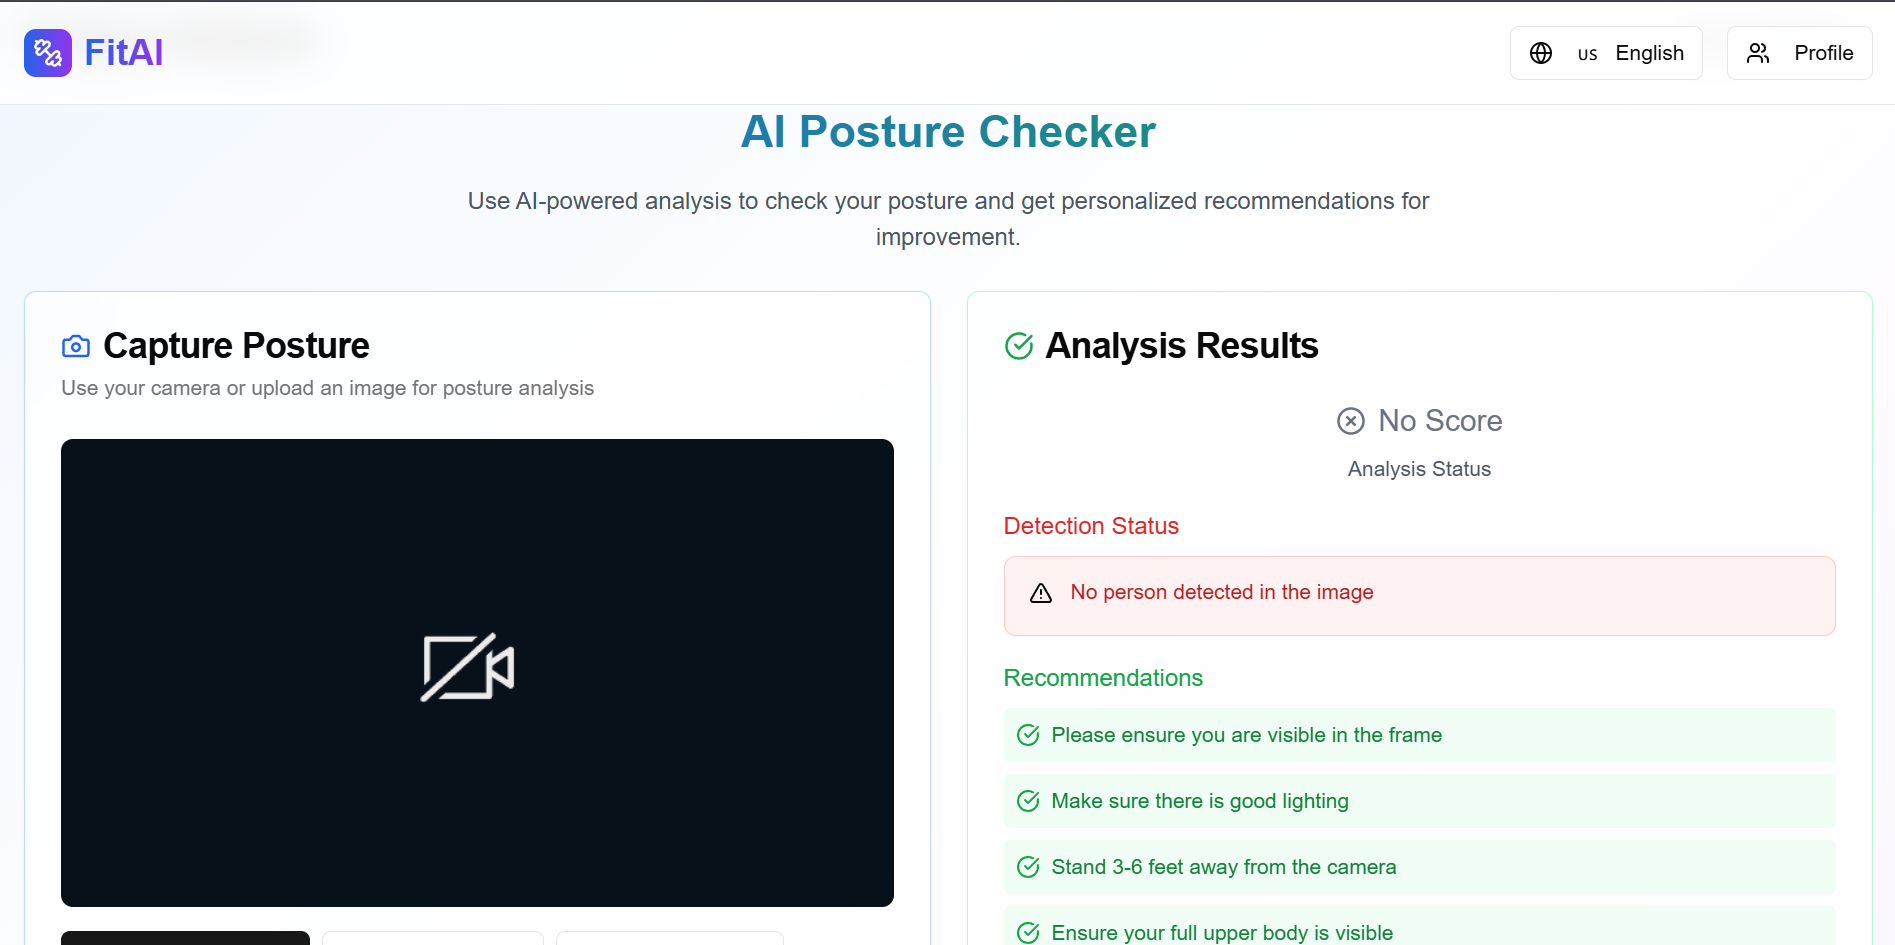 FitAI
US English
Profile
AI Posture Checker
Use AI-powered analysis to check your posture and get personalized recommendations for
improvement.
Capture Posture
Use your camera or upload an image for posture analysis
Analysis Results
No Score
Analysis Status
Detection Status
No person detected in the image
Recommendations
Please ensure you are visible in the frame
Make sure there is good lighting
Stand 3-6 feet away from the camera
Ensure your full upper body is visible